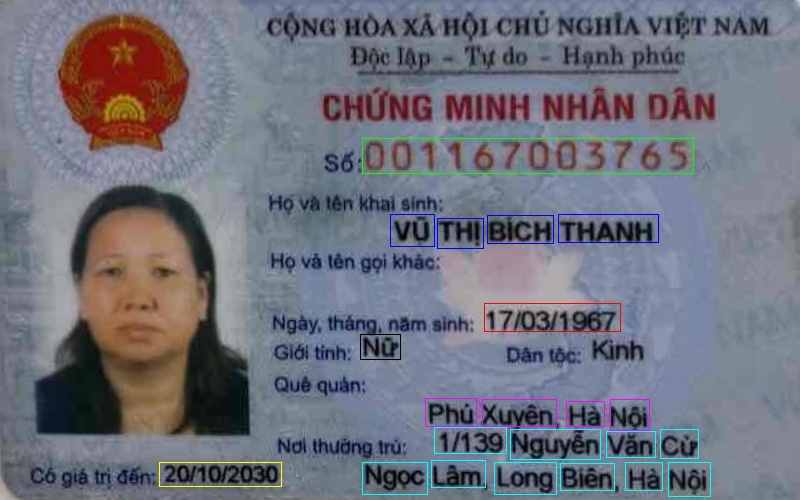 CỘNG HÒA XÃ HỘI CHỦ NGHĨA VIỆT NAM
Độc lập - Tự do - Hạnh phúc
CHỨNG MINH NHÂN DÂN
Số: 001167003765
Họ và tên khai sinh:
VŨ THỊ BÍCH THANH
Họ và tên gọi khác:
Ngày, tháng, năm sinh: 17/03/1967
Giới tính: Nữ Dân tộc: Kinh
Quê quán:
Phú Xuyên, Hà Nội
Nơi thường trú: 1/139 Nguyễn Văn Cừ
Ngọc Lâm, Long Biên, Hà Nội
Có giá trị đến: 20/10/2030